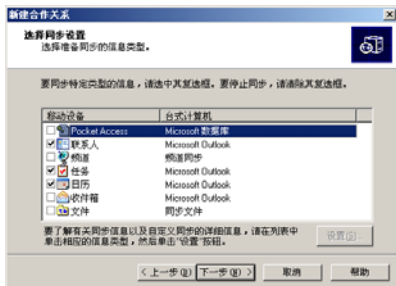 新建合作关系
选择同步设置
选择准备同步的信息类型。
要同步特定类型的信息，请选中其复选框。要停止同步，请清除其复选框。
移动设备 台式计算机
Pocket Access Microsoft 数据库
联系人 Microsoft Outlook
频道 频道同步
任务 Microsoft Outlook
日历 Microsoft Outlook
收件箱 Microsoft Outlook
文件 同步文件
要了解有关同步信息以及自定义同步的详细信息，请在列表中
单击相应的信息类型，然后单击“设置”按钮。
设置(S)...
< 上一步(B) 下一步(N) > 取消 帮助